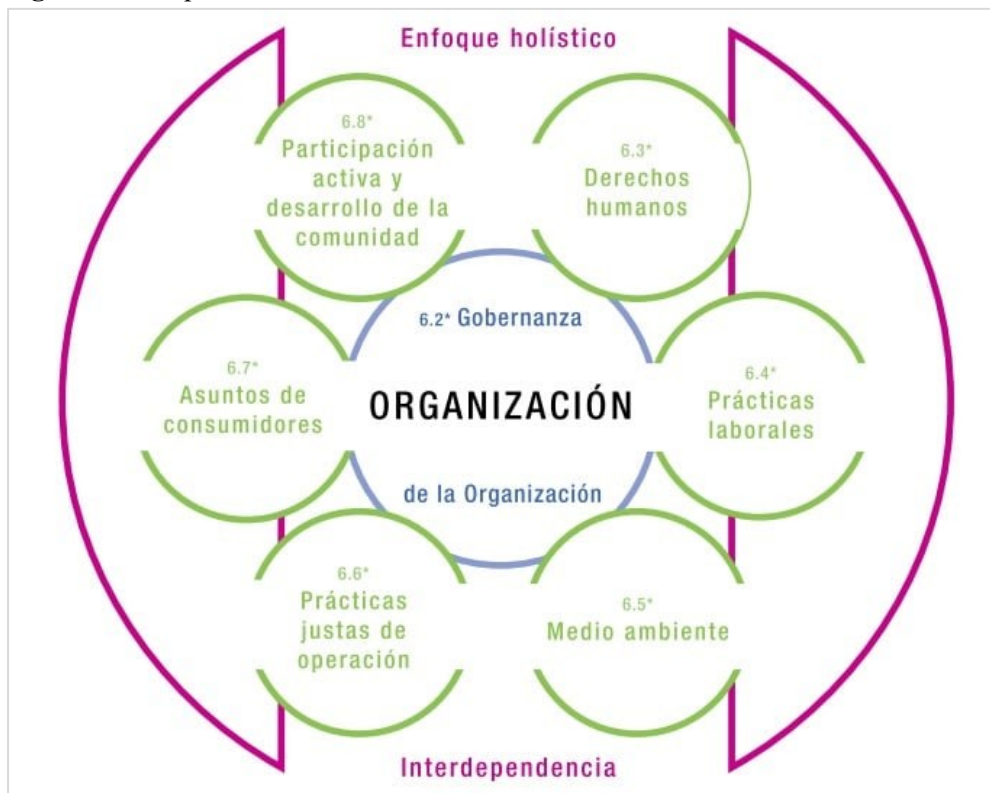 Enfoque holístico
6.8*
Participación
activa y
desarrollo de la
comunidad
6.3*
Derechos
humanos
6.2* Gobernanza
6.7*
Asuntos de
consumidores
ORGANIZACIÓN
6.4*
Prácticas
laborales
de la Organización
6.6*
Prácticas
justas de
operación
6.5*
Medio ambiente
Interdependencia